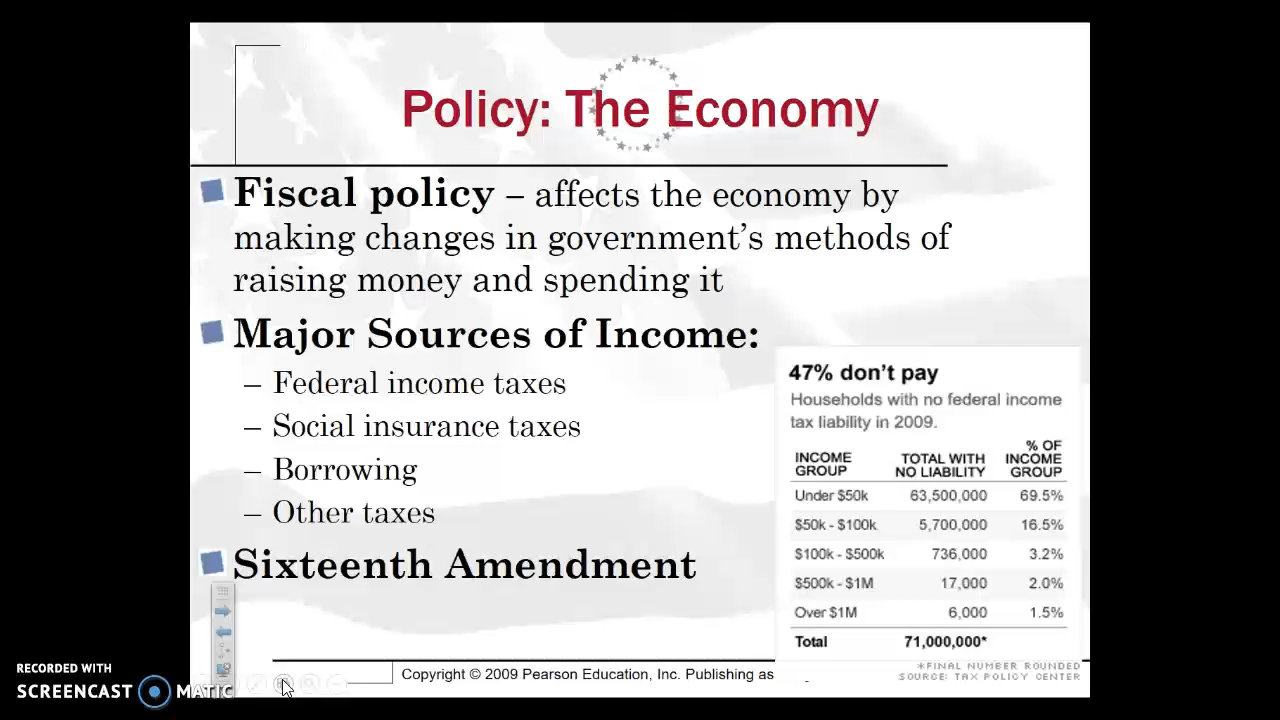 Policy: The Economy
Fiscal policy – affects the economy by
making changes in government's methods of
raising money and spending it
Major Sources of Income:
– Federal income taxes
– Social insurance taxes
– Borrowing
– Other taxes
Sixteenth Amendment
47% don't pay
Households with no federal income
tax liability in 2009.
INCOME GROUP TOTAL WITH NO LIABILITY % OF INCOME GROUP
Under $50k 63,500,000 69.5%
$50k - $100k 5,700,000 16.5%
$100k - $500k 736,000 3.2%
$500k - $1M 17,000 2.0%
Over $1M 6,000 1.5%
Total 71,000,000*
*FINAL NUMBER ROUNDED
SOURCE: TAX POLICY CENTER
Copyright © 2009 Pearson Education, Inc. Publishing as
RECORDED WITH
SCREENCAST MATIC